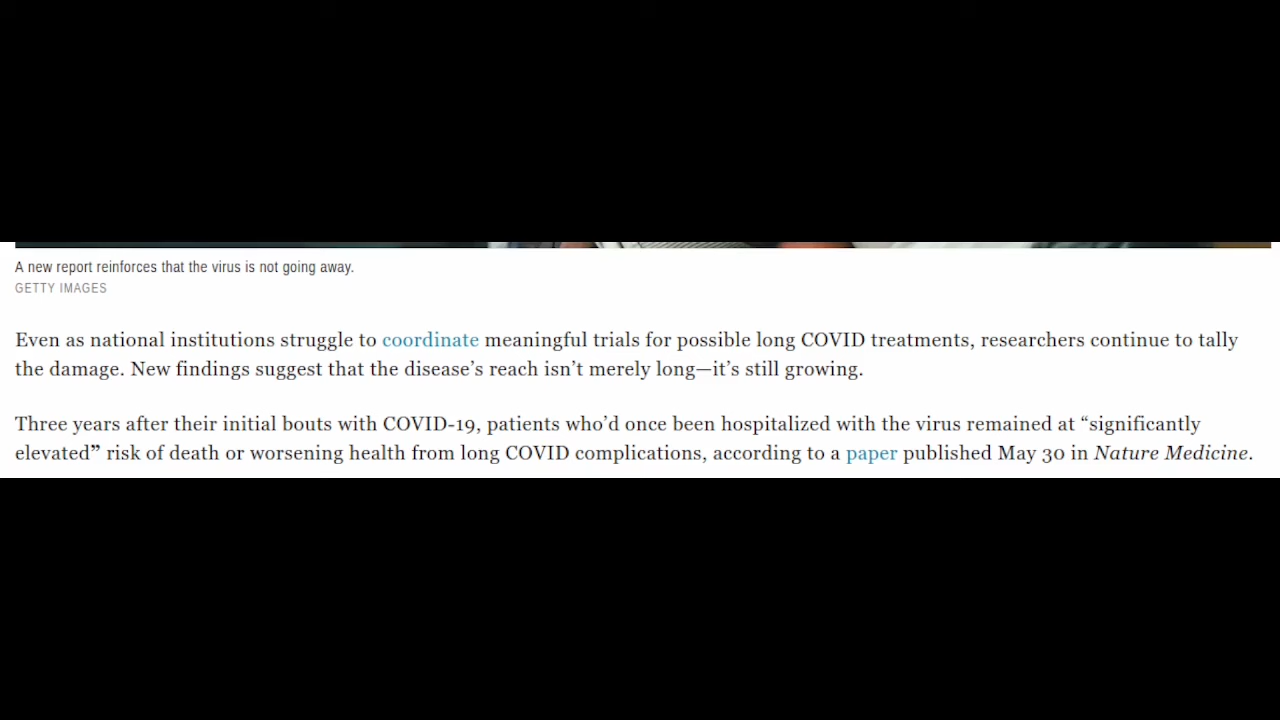 A new report reinforces that the virus is not going away.
GETTY IMAGES
Even as national institutions struggle to coordinate meaningful trials for possible long COVID treatments, researchers continue to tally
the damage. New findings suggest that the disease’s reach isn’t merely long—it’s still growing.
Three years after their initial bouts with COVID-19, patients who’d once been hospitalized with the virus remained at “significantly
elevated” risk of death or worsening health from long COVID complications, according to a paper published May 30 in Nature Medicine.